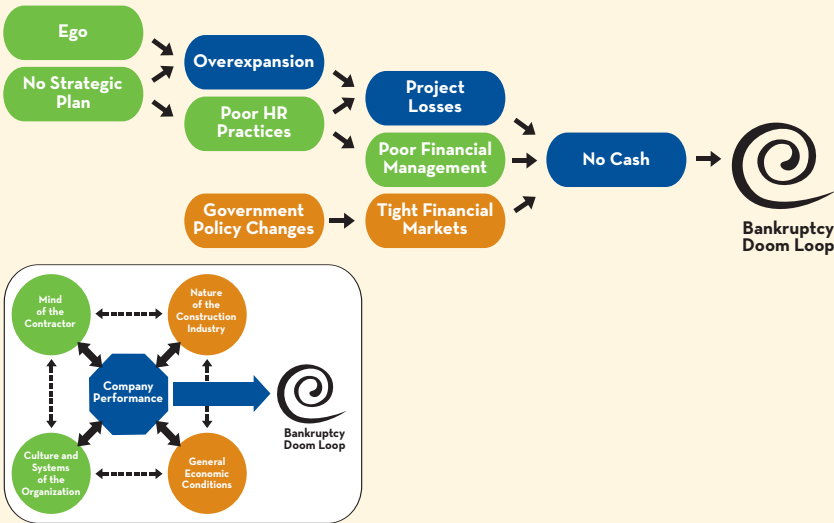 Ego
No Strategic
Plan
Overexpansion
Poor HR
Practices
Project
Losses
Poor Financial
Management
No Cash
Government
Policy Changes
Tight Financial
Markets
Bankruptcy
Doom Loop
Mind
of the
Contractor
Nature
of the
Construction
Industry
Company
Performance
Bankruptcy
Doom Loop
Culture and
Systems
of the
Organization
General
Economic
Conditions